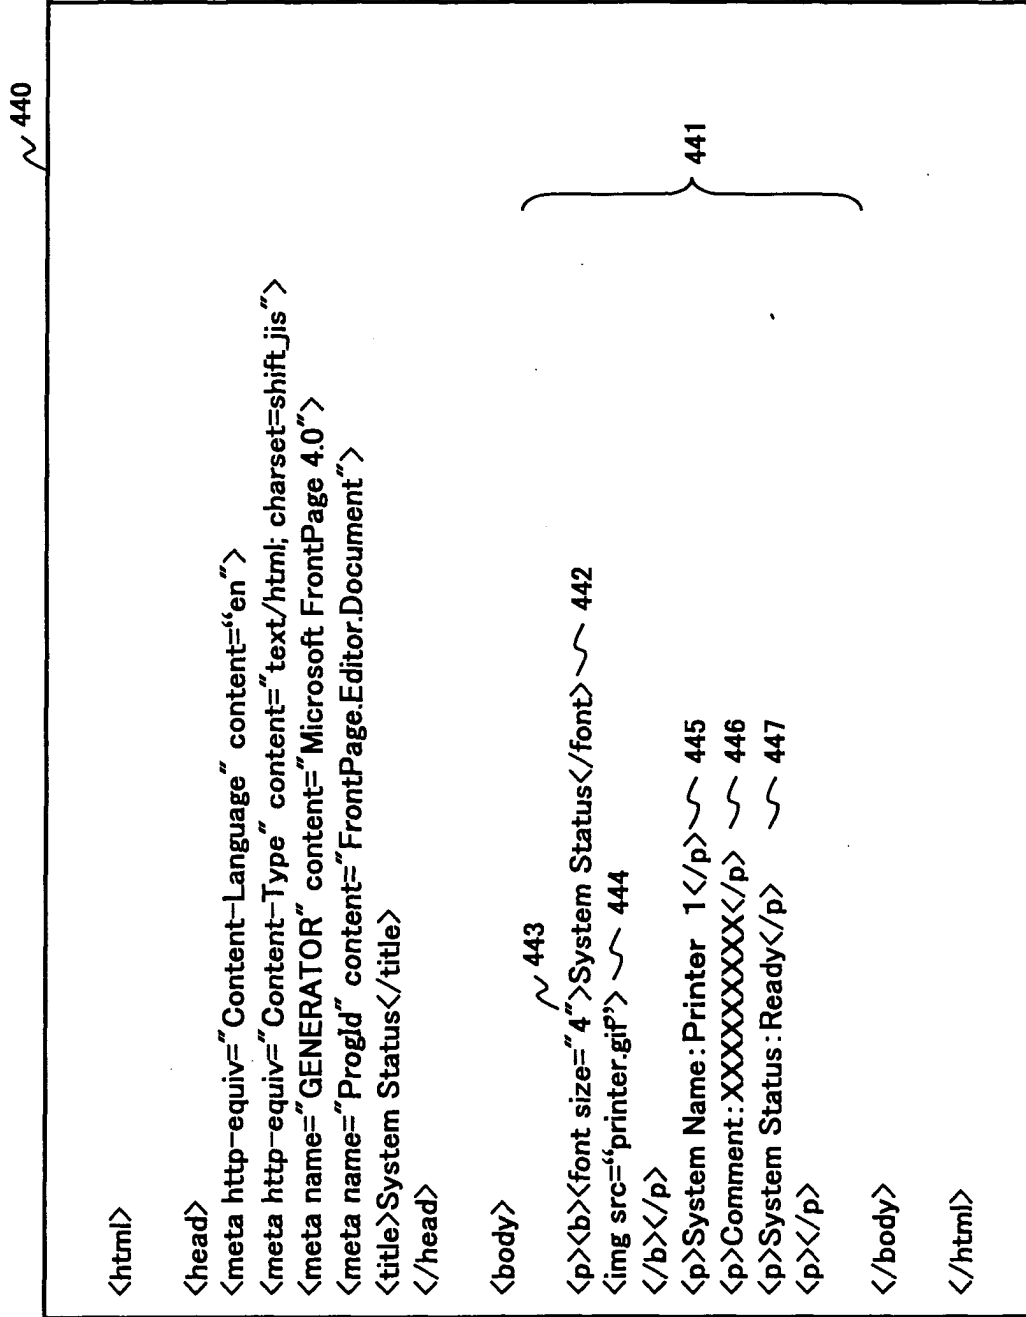 440
<html>
<head>
<meta http-equiv="Content-Language" content="en">
<meta http-equiv="Content-Type" content="text/html; charset=shift_jis">
<meta name="GENERATOR" content="Microsoft FrontPage 4.0">
<meta name="ProgId" content="FrontPage.Editor.Document">
<title>System Status</title>
</head>
<body>
443
<p><b><font size="4">System Status</font> 442
<img src="printer.gif"> 444
</b></p>
<p>System Name:Printer 1</p> 445
<p>Comment:XXXXXXXXX</p> 446
<p>System Status:Ready</p> 447
<p></p>
441
</body>
</html>